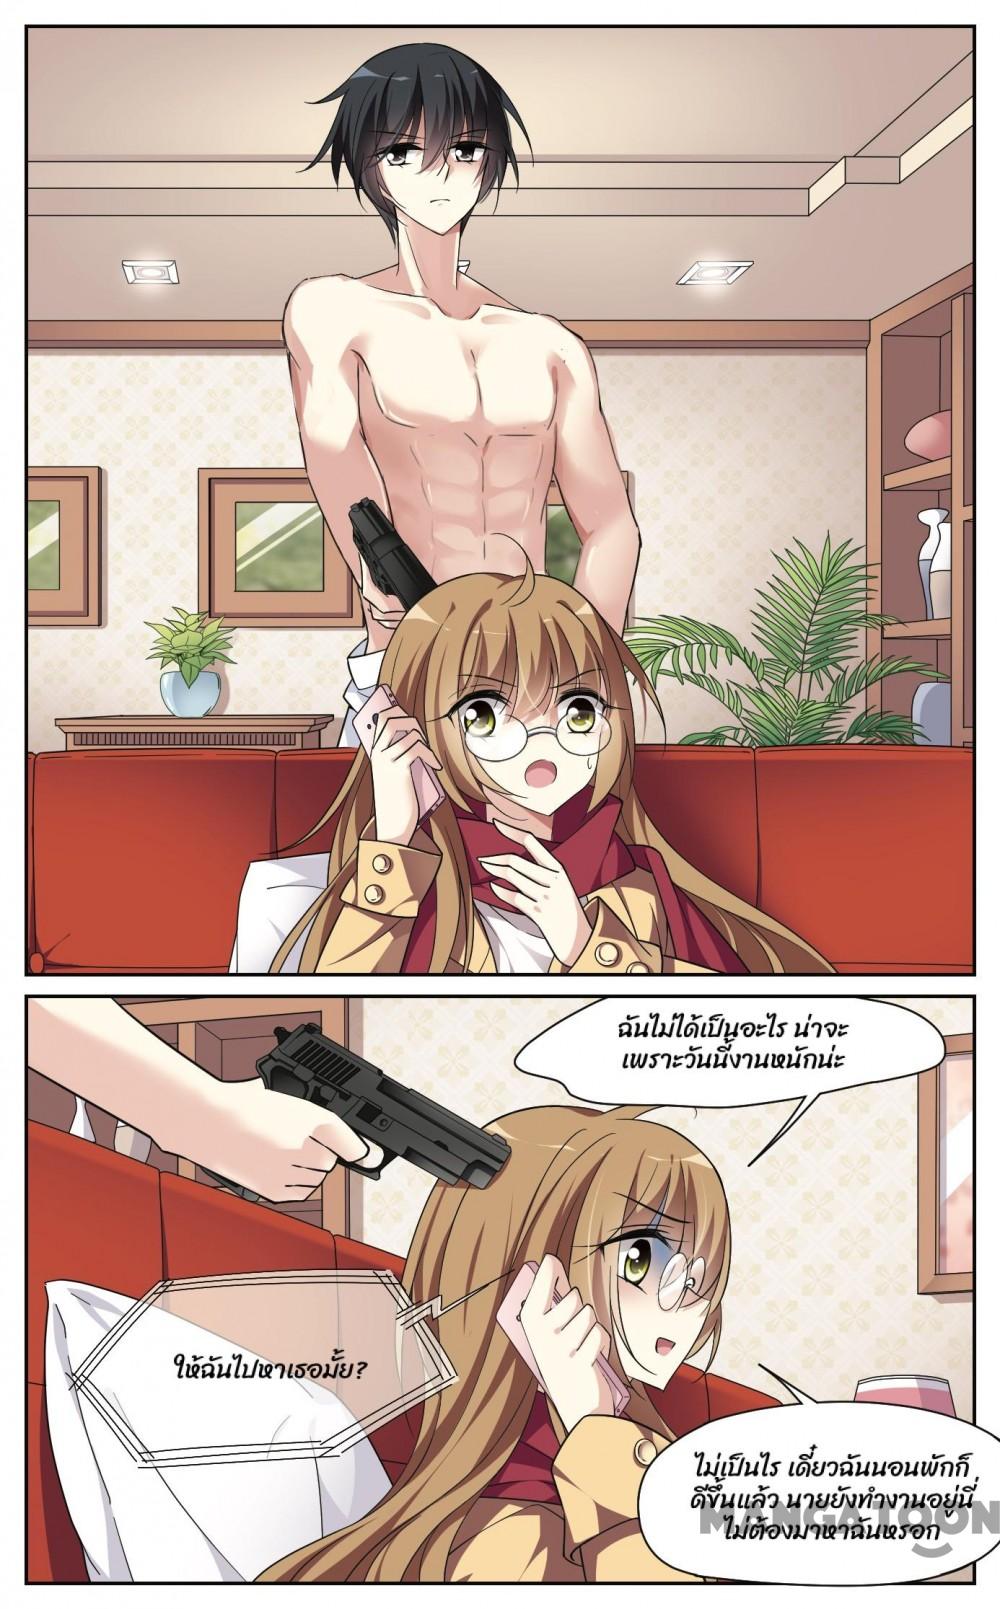 ฉันไม่ได้เป็นอะไร น่าจะ
เพราะวันนี้งานหนักน่ะ
ให้ฉันไปหาเธอมั้ย?
ไม่เป็นไร เดี๋ยวฉันนอนพักก็
ดีขึ้นแล้ว นายยังทำงานอยู่นี่
ไม่ต้องมาหาฉันหรอก
MANGATOON